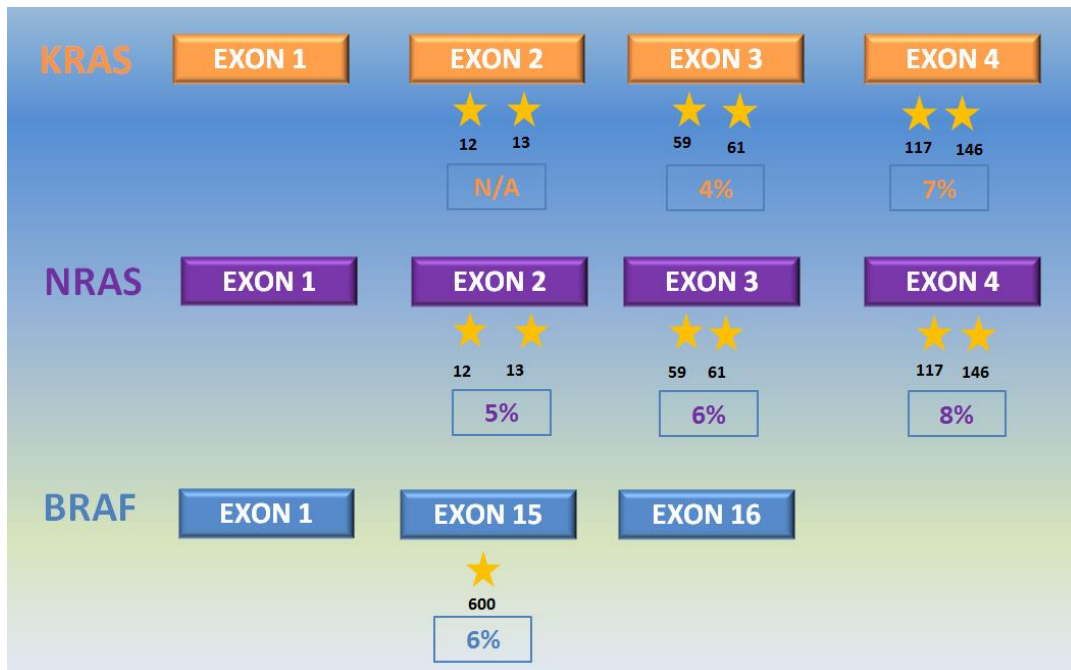 KRAS EXON 1 EXON 2 EXON 3 EXON 4
12 13 59 61 117 146
N/A 4% 7%
NRAS EXON 1 EXON 2 EXON 3 EXON 4
12 13 59 61 117 146
5% 6% 8%
BRAF EXON 1 EXON 15 EXON 16
600
6%